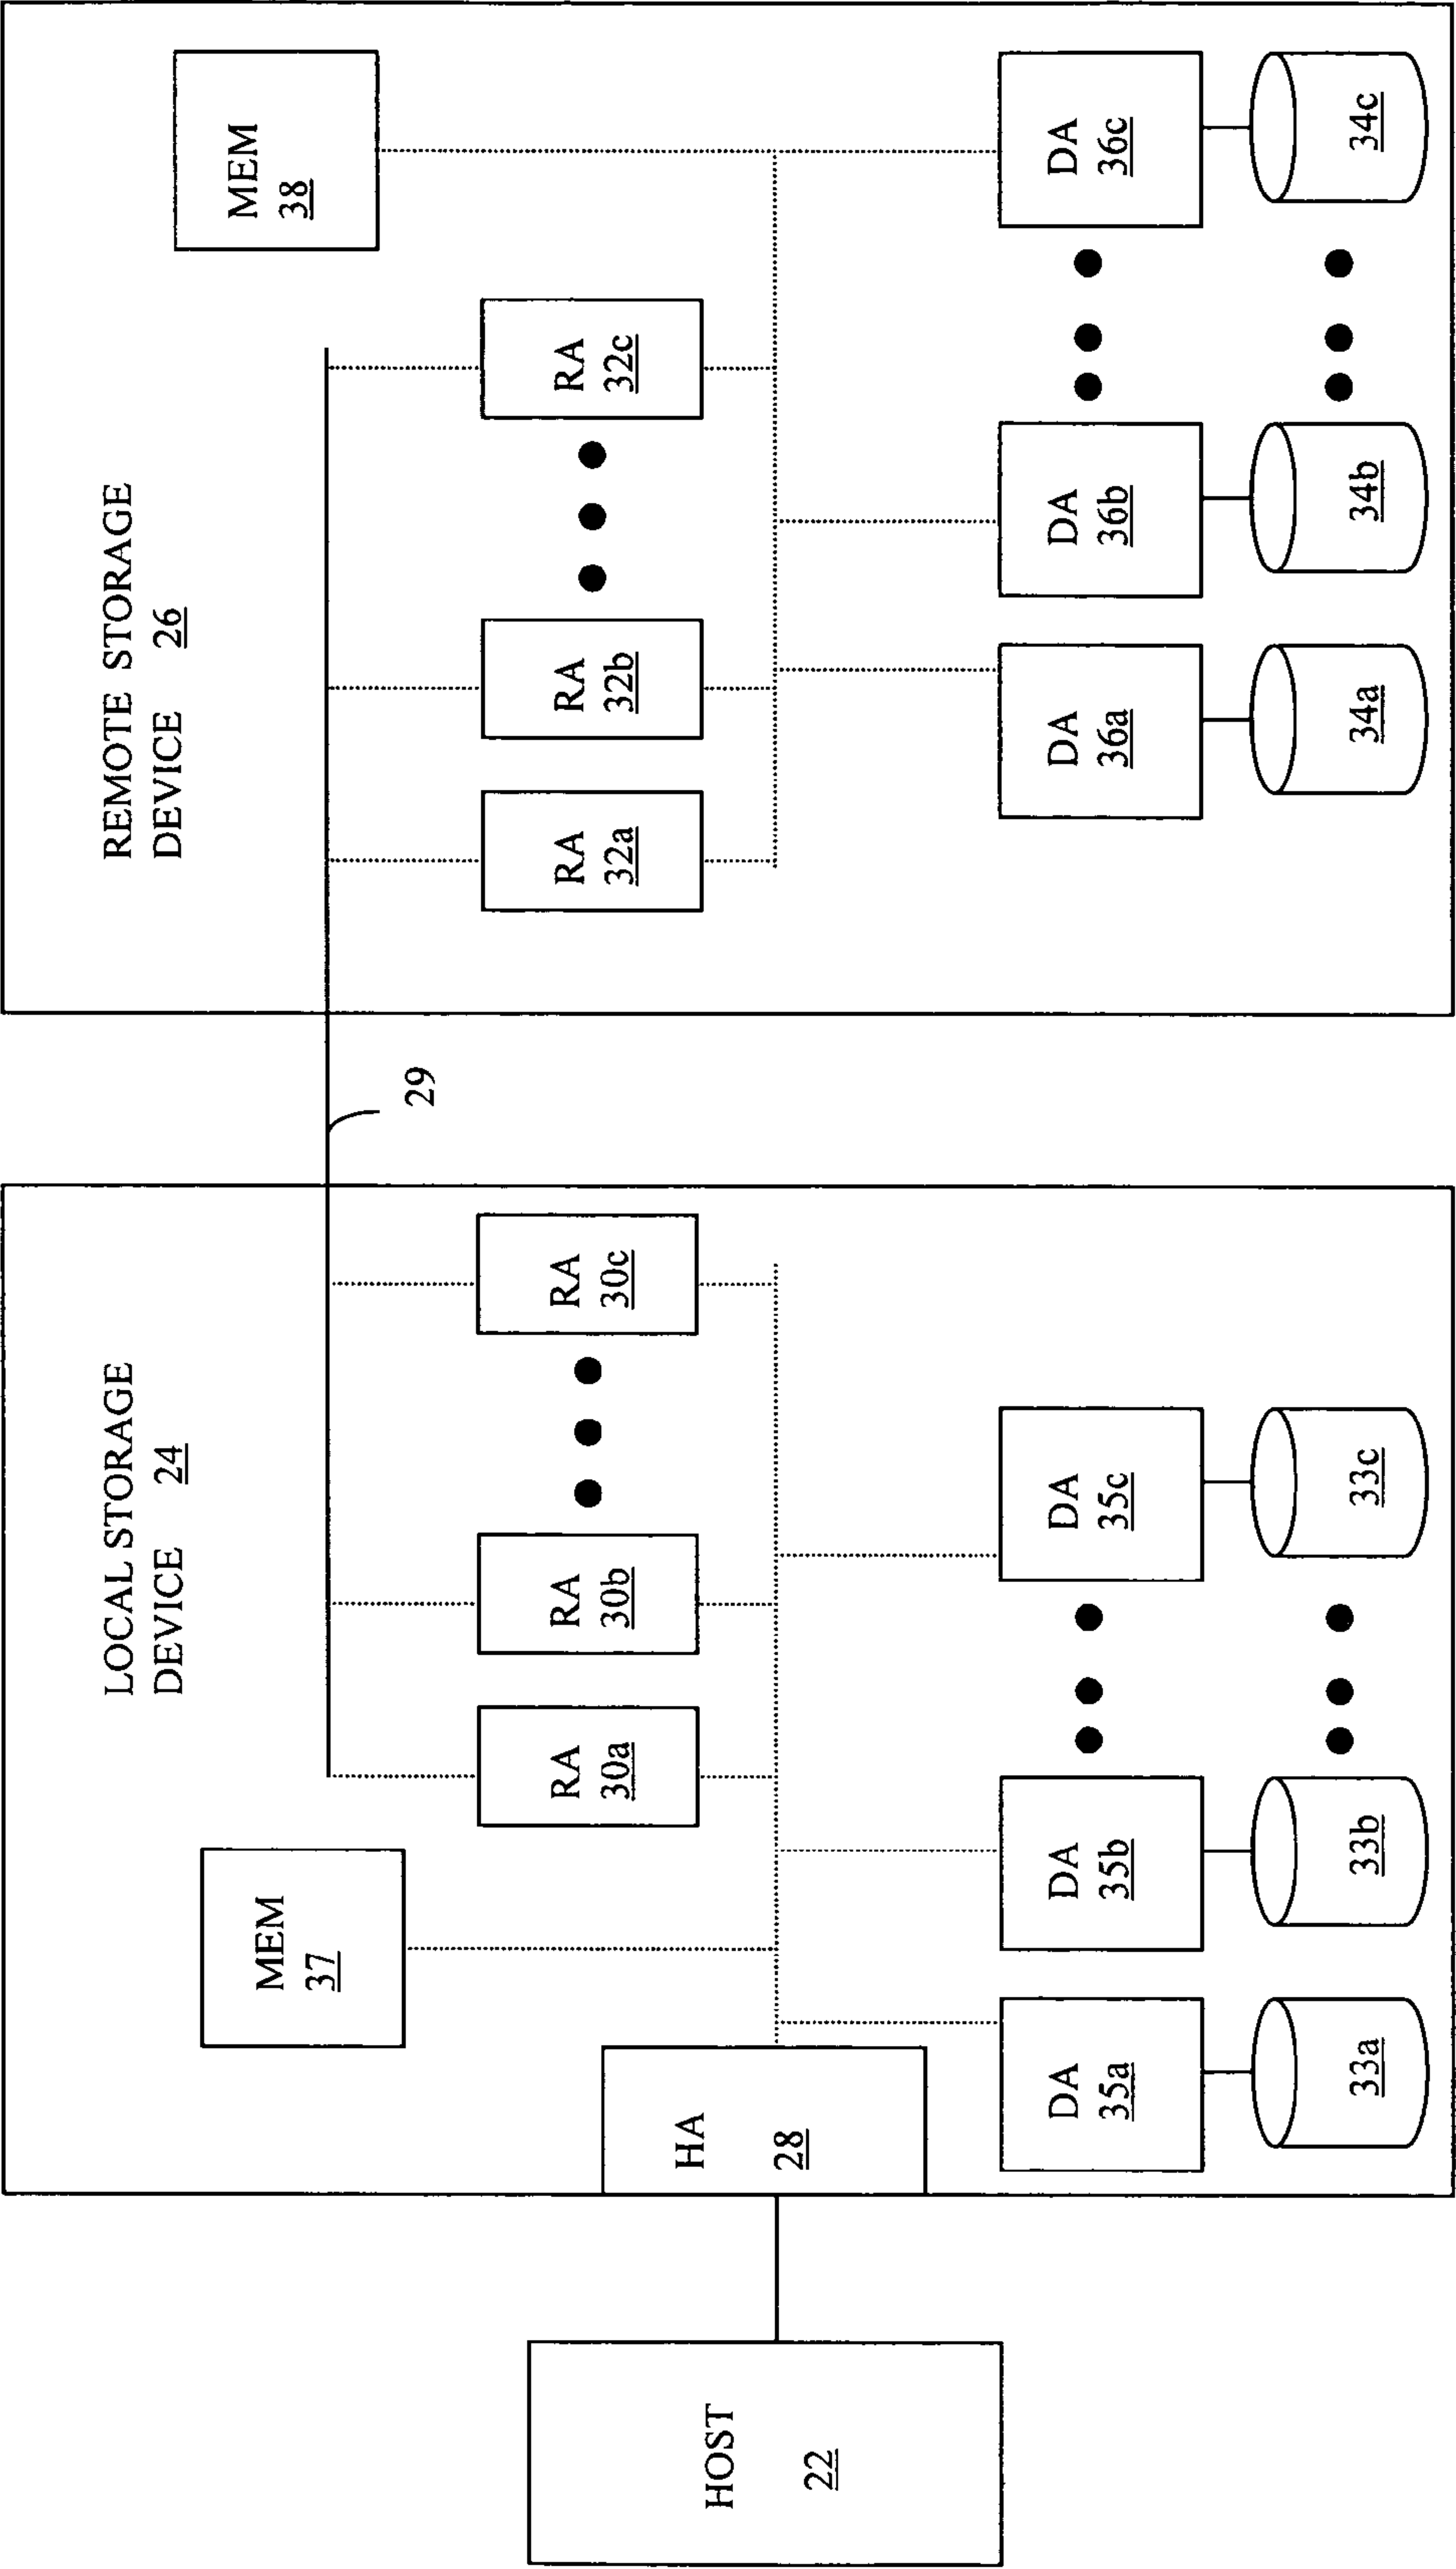 HOST
22
LOCAL STORAGE
DEVICE 24
MEM
37
HA
28
RA
30a
RA
30b
RA
30c
DA
35a
DA
35b
DA
35c
33a
33b
33c
29
REMOTE STORAGE
DEVICE 26
MEM
38
RA
32a
RA
32b
RA
32c
DA
36a
DA
36b
DA
36c
34a
34b
34c